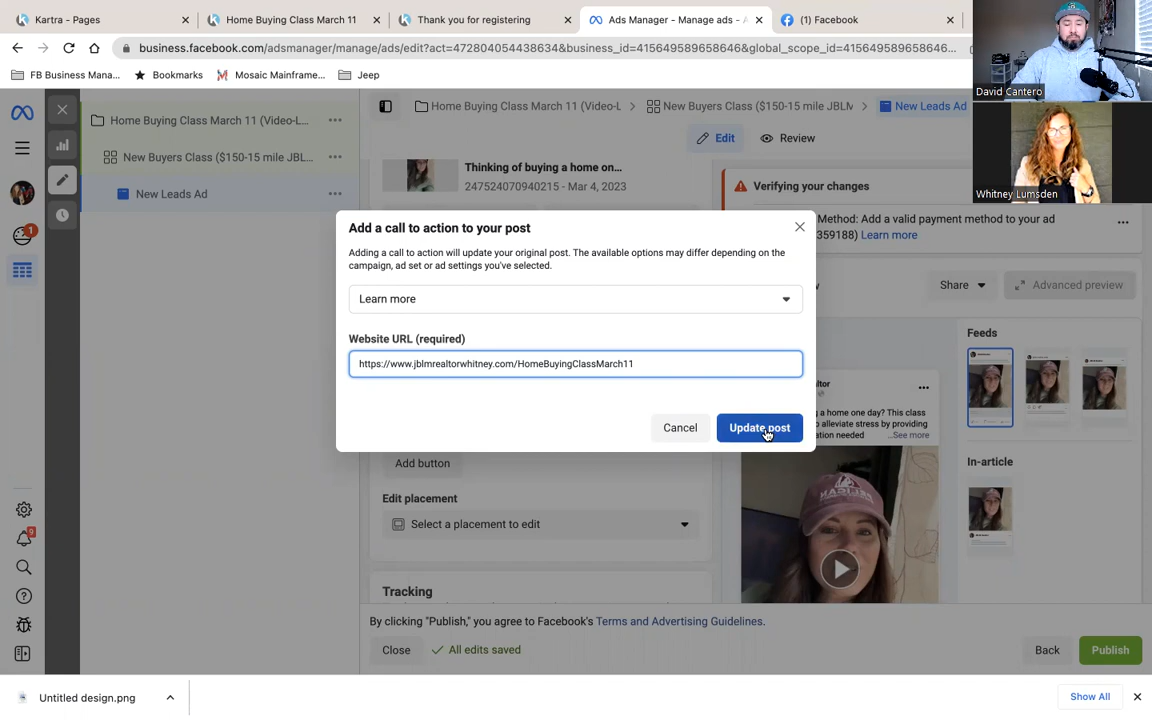 Kartra - Pages
Home Buying Class March 11
Thank you for registering
Ads Manager - Manage ads - A
(1) Facebook
business.facebook.com/adsmanager/manage/ads/edit?act=472804054438634&business_id=415649589658646&global_scope_id=415649589658646...
FB Business Mana...
Bookmarks
Mosaic Mainframe...
Jeep
David Cantero
Whitney Lumsden
Home Buying Class March 11 (Video-L...
New Buyers Class ($150-15 mile JBL...
New Leads Ad
Home Buying Class March 11 (Video-L
New Buyers Class ($150-15 mile JBLM
New Leads Ad
Edit
Review
Thinking of buying a home on...
247524070940215 - Mar 4, 2023
Verifying your changes
Method: Add a valid payment method to your ad
359188) Learn more
1
Add a call to action to your post
Adding a call to action will update your original post. The available options may differ depending on the
campaign, ad set or ad settings you've selected.
Learn more
Website URL (required)
https://www.jblmrealtorwhitney.com/HomeBuyingClassMarch11
Cancel
Update post
Share
Advanced preview
Feeds
g a home one day? This class
o alleviate stress by providing
ation needed
...See more
In-article
Add button
Edit placement
Select a placement to edit
Tracking
By clicking "Publish," you agree to Facebook's Terms and Advertising Guidelines.
Close
All edits saved
Back
Publish
9
Untitled design.png
Show All